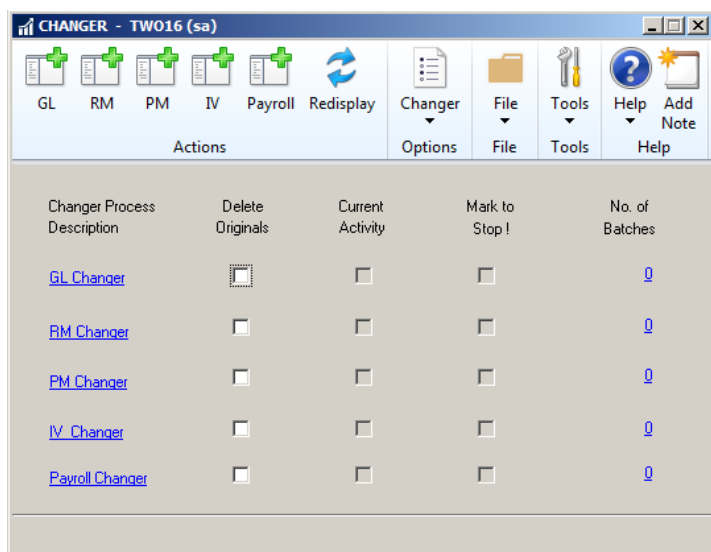 CHANGER - TWO16 (sa)
GL RM PM IV Payroll Redisplay Changer File Tools Help Add Note
Actions Options File Tools Help
Changer Process Description Delete Originals Current Activity Mark to Stop ! No. of Batches
GL Changer 0
RM Changer 0
PM Changer 0
IV Changer 0
Payroll Changer 0